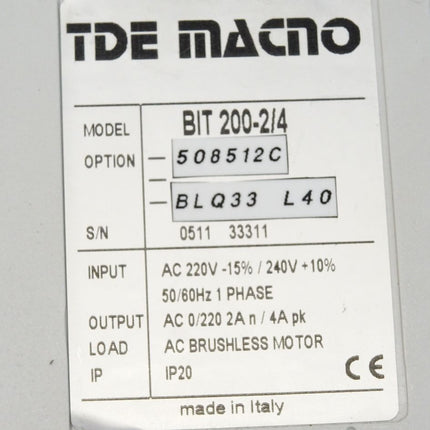 TDE MACNO
MODEL BIT 200-2/4
OPTION - 508512C
-
- BLQ33 L40
S/N 0511 33311
INPUT AC 220V -15% / 240V +10%
50/60Hz 1 PHASE
OUTPUT AC 0/220 2A n / 4A pk
LOAD AC BRUSHLESS MOTOR
IP IP20 CE
made in Italy